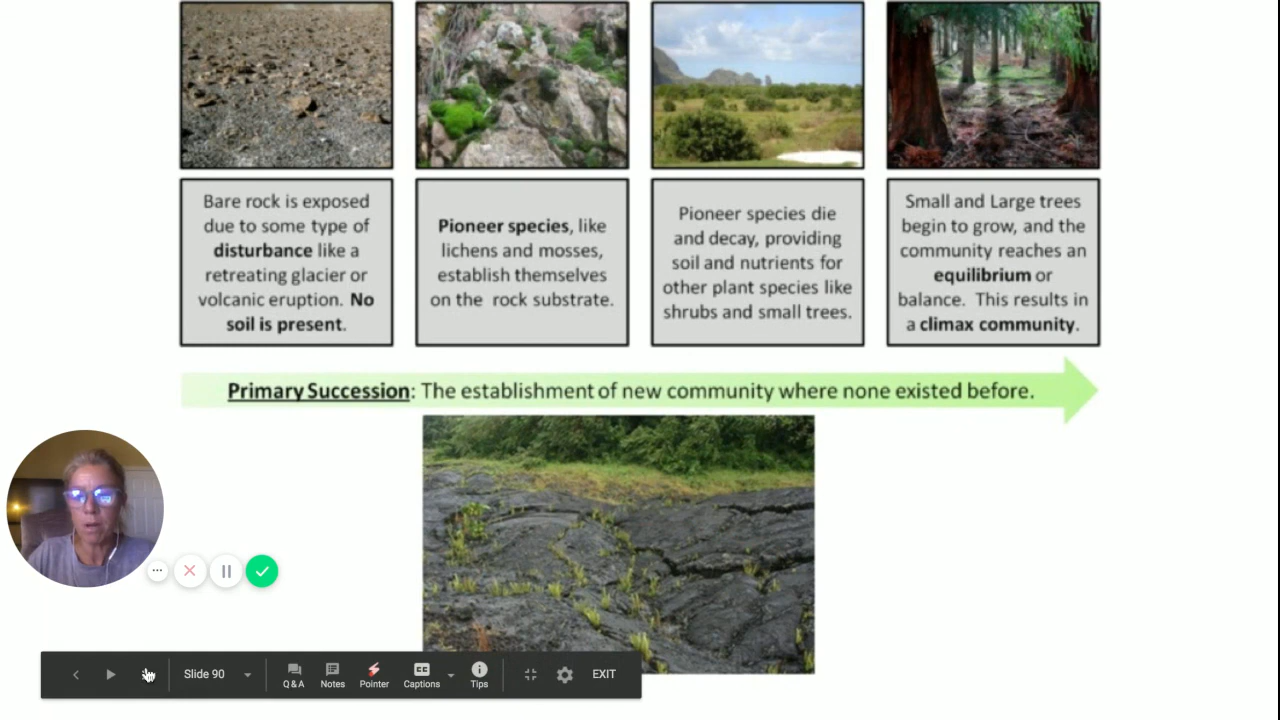 Bare rock is exposed
due to some type of
disturbance like a
retreating glacier or
volcanic eruption. No
soil is present.
Pioneer species, like
lichens and mosses,
establish themselves
on the rock substrate.
Pioneer species die
and decay, providing
soil and nutrients for
other plant species like
shrubs and small trees.
Small and Large trees
begin to grow, and the
community reaches an
equilibrium or
balance. This results in
a climax community.
Primary Succession: The establishment of new community where none existed before.
Slide 90
Q&A
Notes
Pointer
CC
Captions
Tips
EXIT